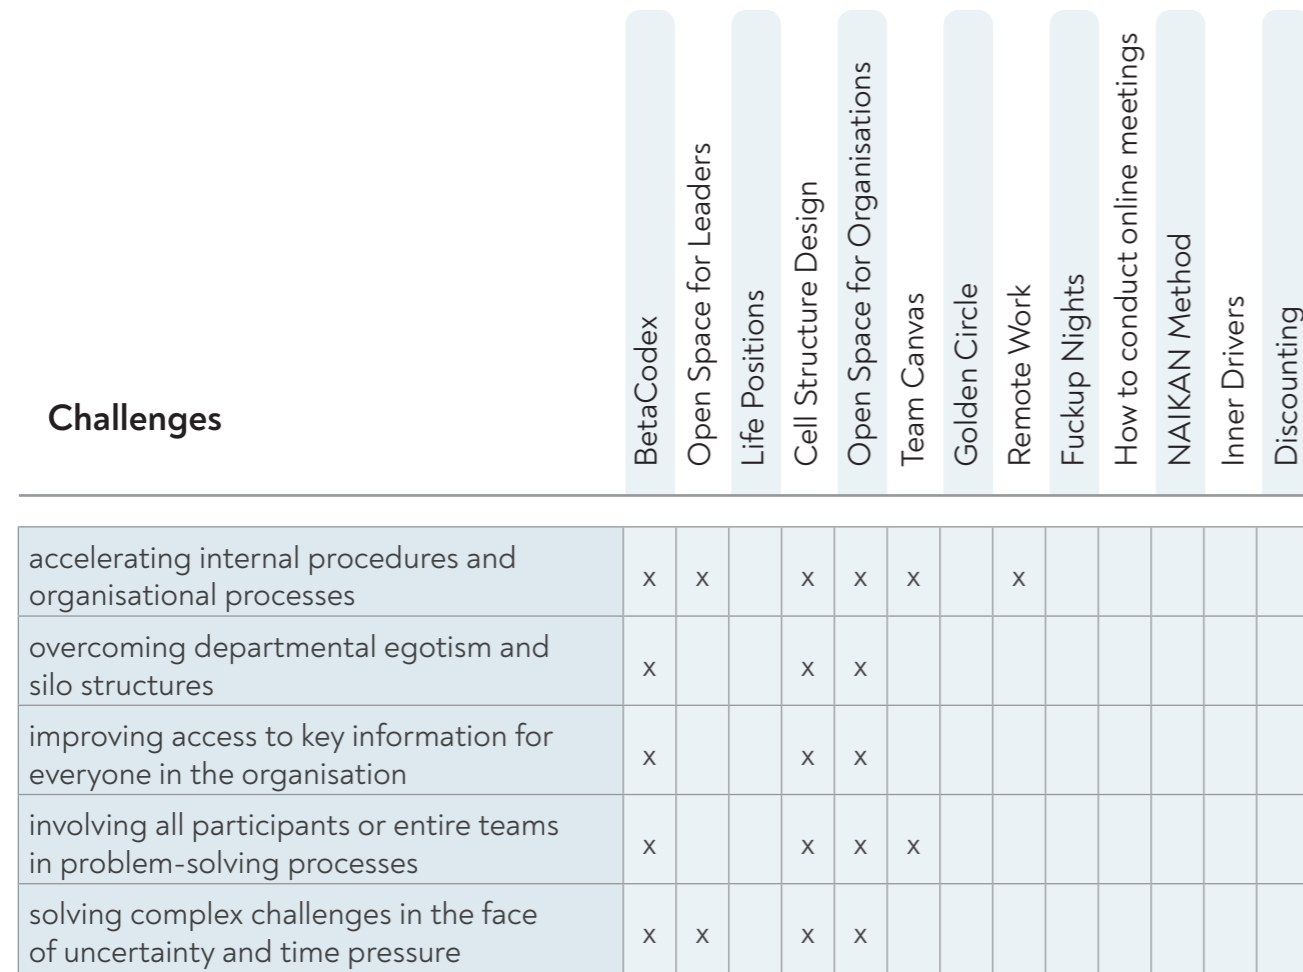 BetaCodex
Open Space for Leaders
Life Positions
Cell Structure Design
Open Space for Organisations
Team Canvas
Golden Circle
Remote Work
Fuckup Nights
How to conduct online meetings
NAIKAN Method
Inner Drivers
Discounting
Challenges
accelerating internal procedures and
organisational processes
x x x x x x
overcoming departmental egotism and
silo structures
x x x
improving access to key information for
everyone in the organisation
x x x
involving all participants or entire teams
in problem-solving processes
x x x x
solving complex challenges in the face
of uncertainty and time pressure
x x x x